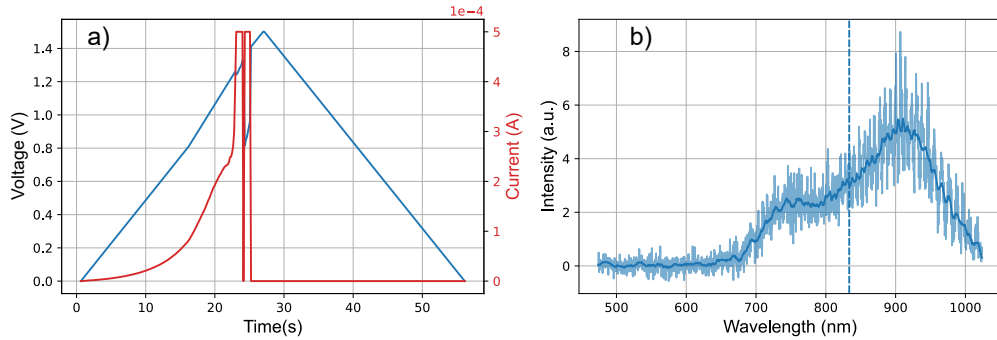 a)
1e-4
Voltage (V)
1.4
1.2
1.0
0.8
0.6
0.4
0.2
0.0
5
4
3
2
1
0
Current (A)
0 10 20 30 40 50
Time(s)
b)
Intensity (a.u.)
8
6
4
2
0
500 600 700 800 900 1000
Wavelength (nm)